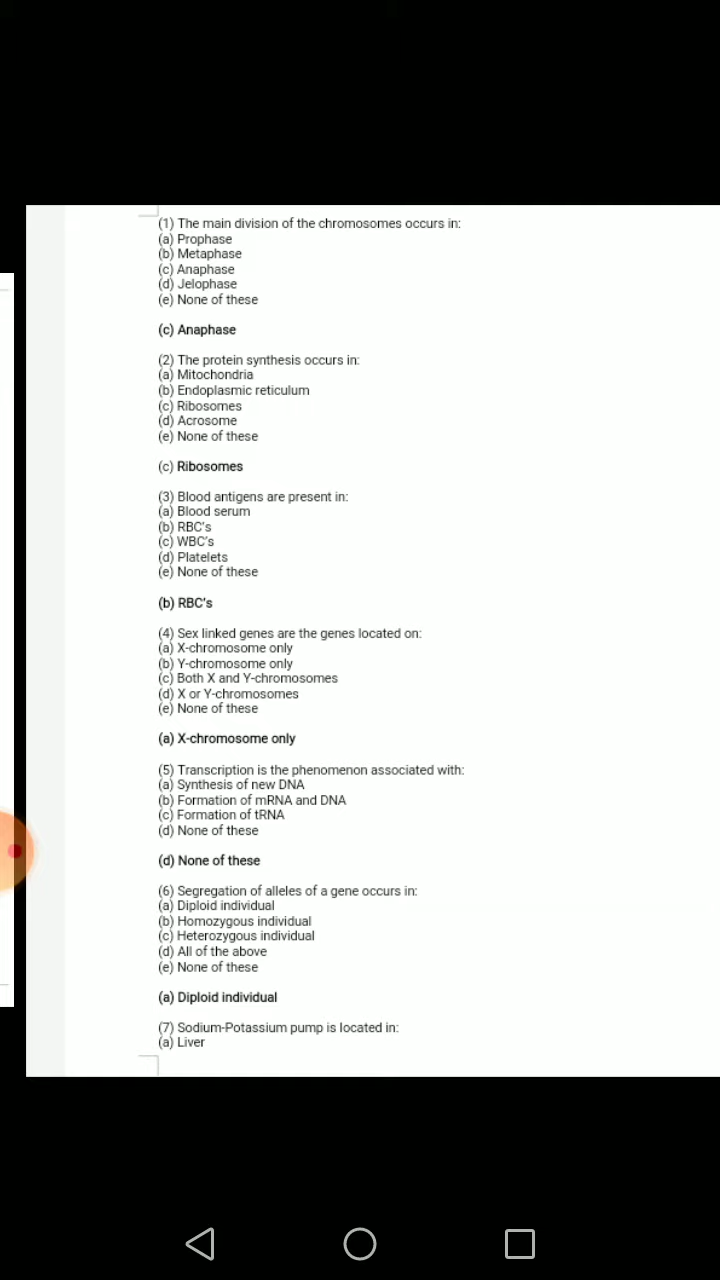 (1) The main division of the chromosomes occurs in:
(a) Prophase
(b) Metaphase
(c) Anaphase
(d) Jelophase
(e) None of these
(c) Anaphase
(2) The protein synthesis occurs in:
(a) Mitochondria
(b) Endoplasmic reticulum
(c) Ribosomes
(d) Acrosome
(e) None of these
(c) Ribosomes
(3) Blood antigens are present in:
(a) Blood serum
(b) RBC's
(c) WBC's
(d) Platelets
(e) None of these
(b) RBC's
(4) Sex linked genes are the genes located on:
(a) X-chromosome only
(b) Y-chromosome only
(c) Both X and Y-chromosomes
(d) X or Y-chromosomes
(e) None of these
(a) X-chromosome only
(5) Transcription is the phenomenon associated with:
(a) Synthesis of new DNA
(b) Formation of mRNA and DNA
(c) Formation of tRNA
(d) None of these
(d) None of these
(6) Segregation of alleles of a gene occurs in:
(a) Diploid individual
(b) Homozygous individual
(c) Heterozygous individual
(d) All of the above
(e) None of these
(a) Diploid individual
(7) Sodium-Potassium pump is located in:
(a) Liver